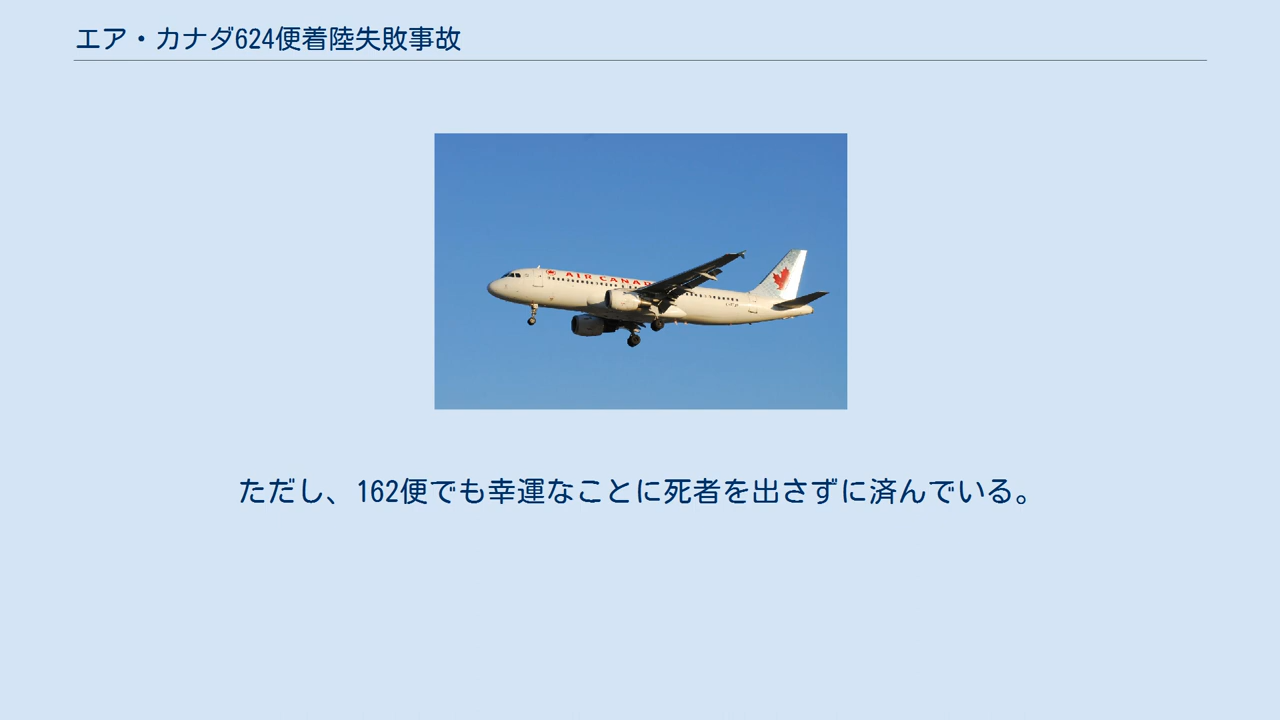 エア・カナダ624便着陸失敗事故
AIR CANADA
ただし、162便でも幸運なことに死者を出さずに済んでいる。